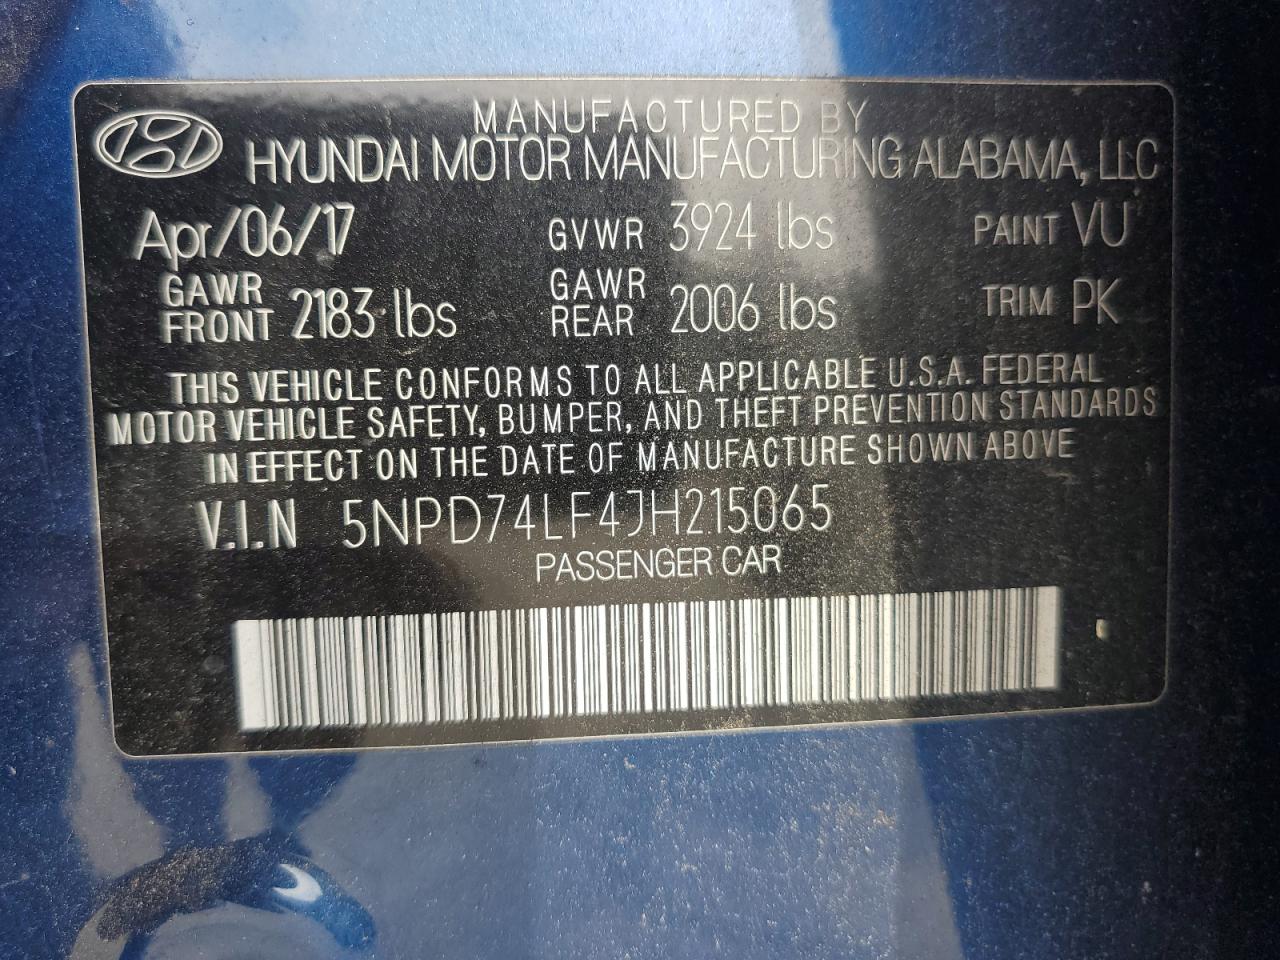 MANUFACTURED BY
HYUNDAI MOTOR MANUFACTURING ALABAMA, LLC
Apr/06/17 GVWR 3924 lbs PAINT VU
GAWR FRONT 2183 lbs GAWR REAR 2006 lbs TRIM PK
THIS VEHICLE CONFORMS TO ALL APPLICABLE U.S.A. FEDERAL
MOTOR VEHICLE SAFETY, BUMPER, AND THEFT PREVENTION STANDARDS
IN EFFECT ON THE DATE OF MANUFACTURE SHOWN ABOVE
V.I.N 5NPD74LF4JH215065
PASSENGER CAR